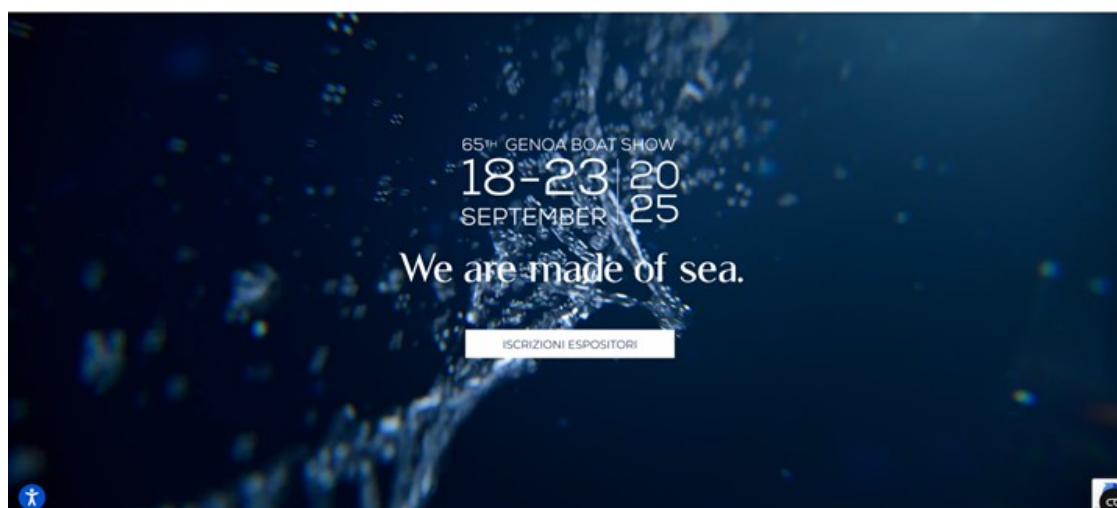 65TH GENOA BOAT SHOW
18-23 20
SEPTEMBER 25
We are made of sea.
ISCRIZIONI ESPOSITORI